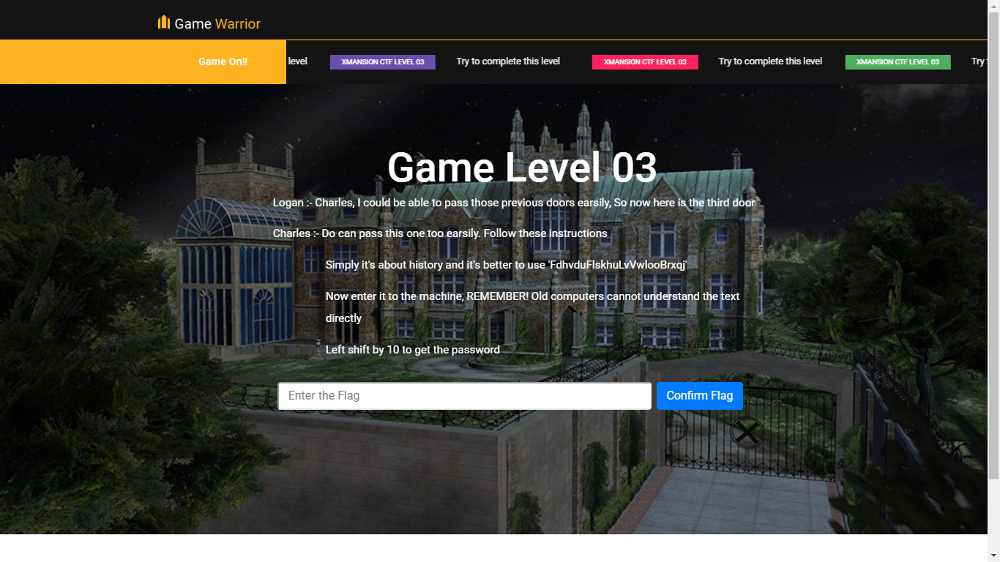 Game Warrior
Game On!! level XMANSION CTF LEVEL 03 Try to complete this level XMANSION CTF LEVEL 03 Try to complete this level XMANSION CTF LEVEL 03 Try
Game Level 03
Logan :- Charles, I could be able to pass those previous doors earsily, So now here is the third door
Charles :- Do can pass this one too earsily. Follow these instructions
Simply it's about history and it's better to use 'FdhvduFlskhuLvVwlooBrxqj'
Now enter it to the machine, REMEMBER! Old computers cannot understand the text
directly
Left shift by 10 to get the password
Enter the Flag Confirm Flag